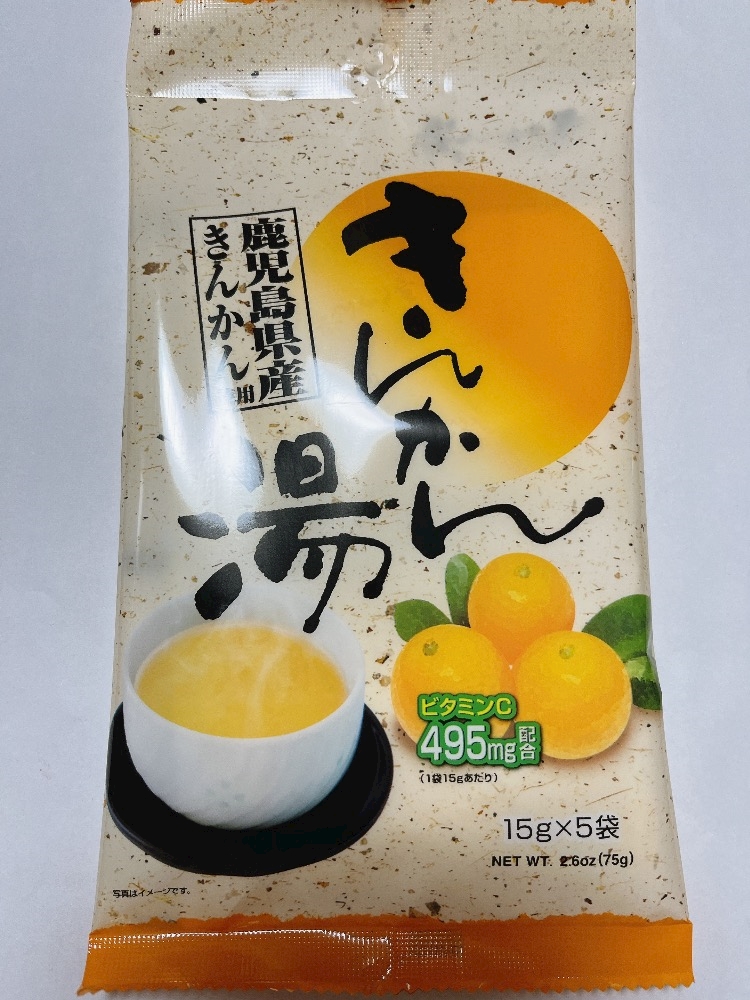 鹿児島県産
きんかん使用
きんかん
湯
ビタミンC
495mg配合
(1袋15gあたり)
15g×5袋
NET WT. 2.6oz(75g)
写真はイメージです。